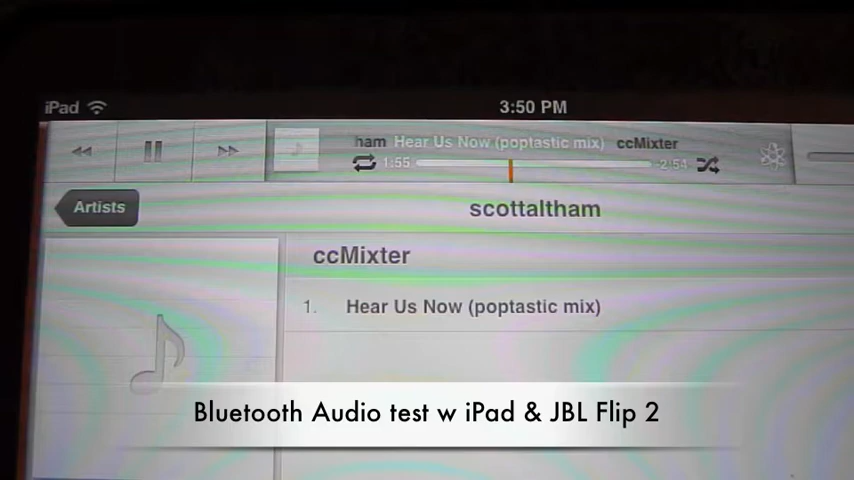 iPad 3:50 PM
ham Hear Us Now (poptastic mix) ccMixter
1:55 -2:54
Artists scottaltham
ccMixter
1. Hear Us Now (poptastic mix)
Bluetooth Audio test w iPad & JBL Flip 2